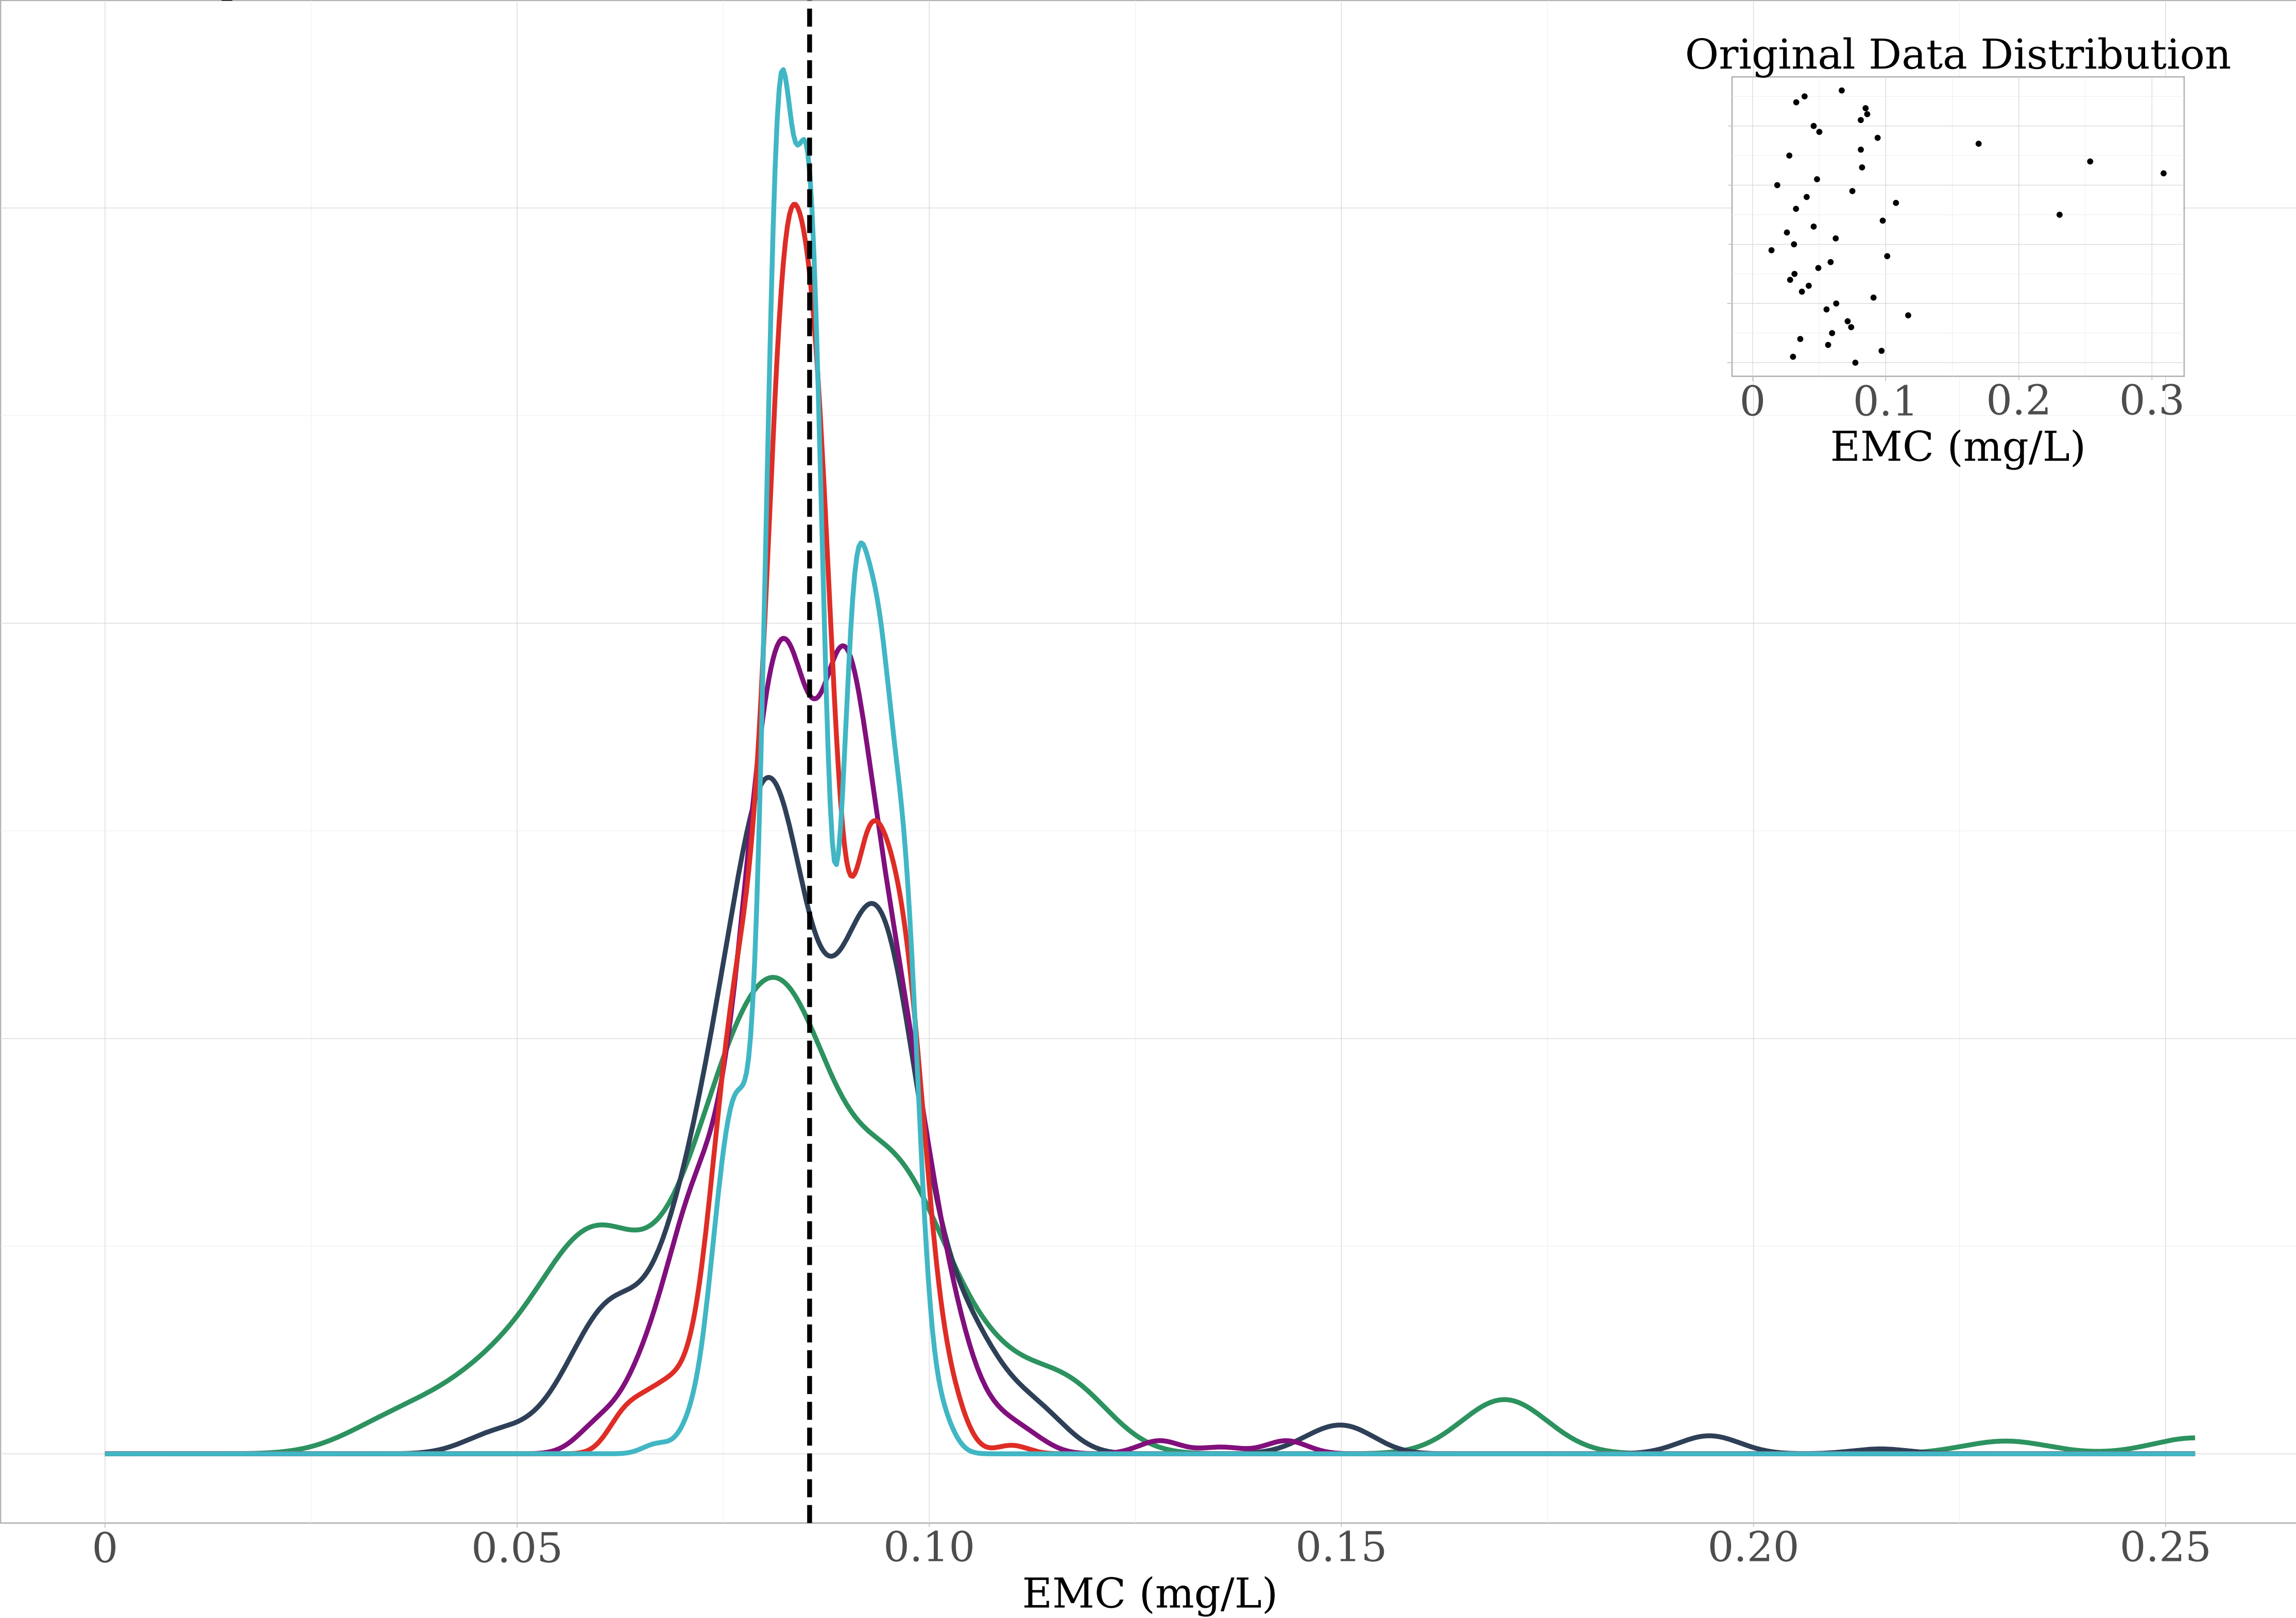 Original Data Distribution
0 0.1 0.2 0.3
EMC (mg/L)
0 0.05 0.10 0.15 0.20 0.25
EMC (mg/L)